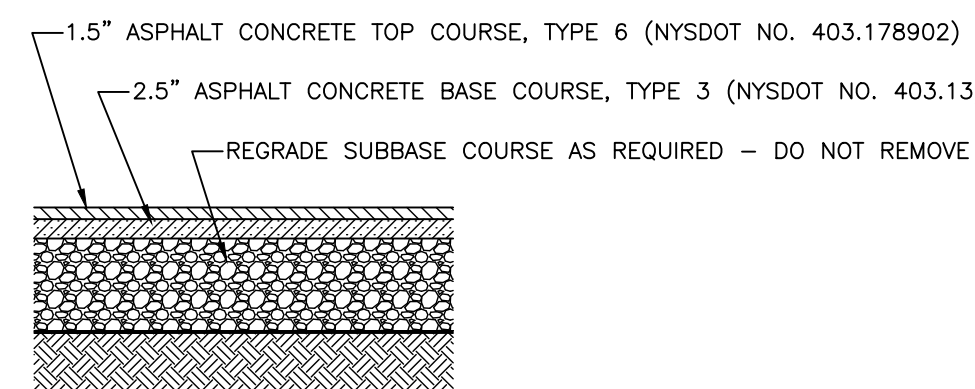 1.5” ASPHALT CONCRETE TOP COURSE, TYPE 6 (NYSDOT NO. 403.178902)
2.5” ASPHALT CONCRETE BASE COURSE, TYPE 3 (NYSDOT NO. 403.13
REGRADE SUBBASE COURSE AS REQUIRED – DO NOT REMOVE